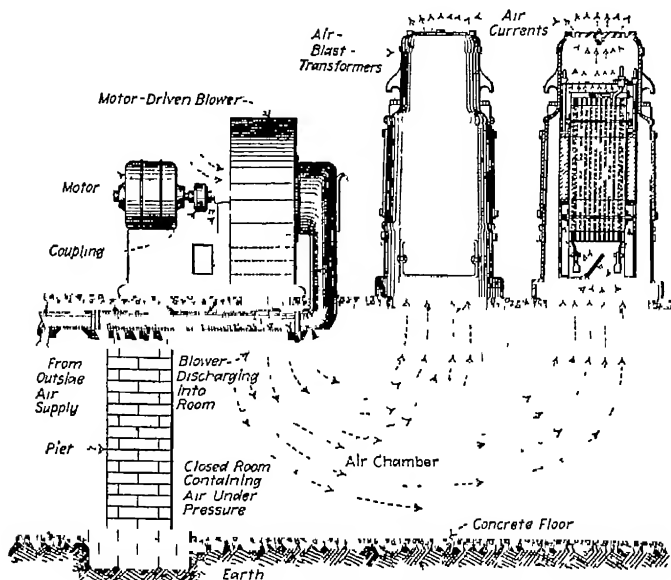 Air-
Blast-
Transformers
Air
Currents
Motor-Driven Blower
Motor
Coupling
From
Outside
Air
Supply
Blower
Discharging
Into
Room
Piet
Air Chamber
Closed Room
Containing
Air Under
Pressure
Concrete Floor
Earth